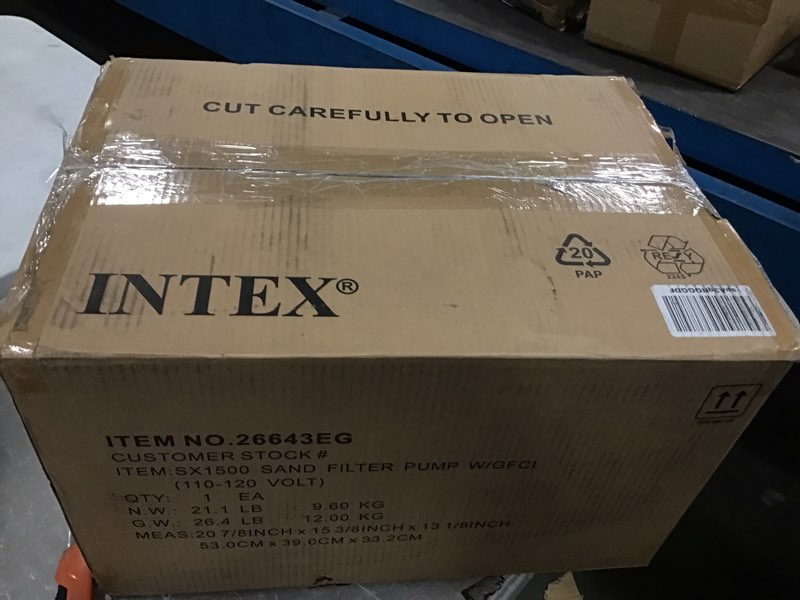 CUT CAREFULLY TO OPEN
20
PAP
RESY
INTEX®
ITEM NO.26643EG
CUSTOMER STOCK #
ITEM:SX1500 SAND FILTER PUMP W/GFCI
(110-120 VOLT)
QTY: 1 EA
N.W.: 21.1 LB 9.60 KG
G.W.: 26.4 LB 12.00 KG
MEAS:20 7/8INCH x 15 3/8INCH x 13 1/8INCH
53.0CM x 39.0CM x 33.2CM